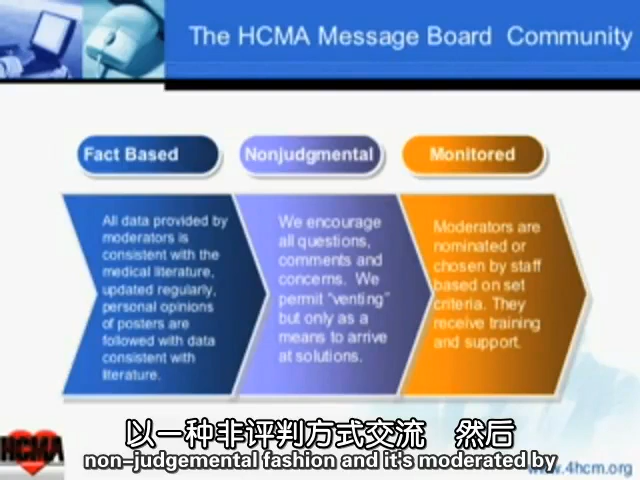 The HCMA Message Board Community
Fact Based
Nonjudgmental
Monitored
All data provided by
moderators is
consistent with the
medical literature,
updated regularly,
personal opinions
of posters are
followed with data
consistent with
literature.
We encourage
all questions,
comments and
concerns. We
permit “venting”
but only as a
means to arrive
at solutions.
Moderators are
nominated or
chosen by staff
based on set
criteria. They
receive training
and support.
以一种非评判方式交流 然后
non-judgemental fashion and it's moderated by
HCMA
www.4hcm.org